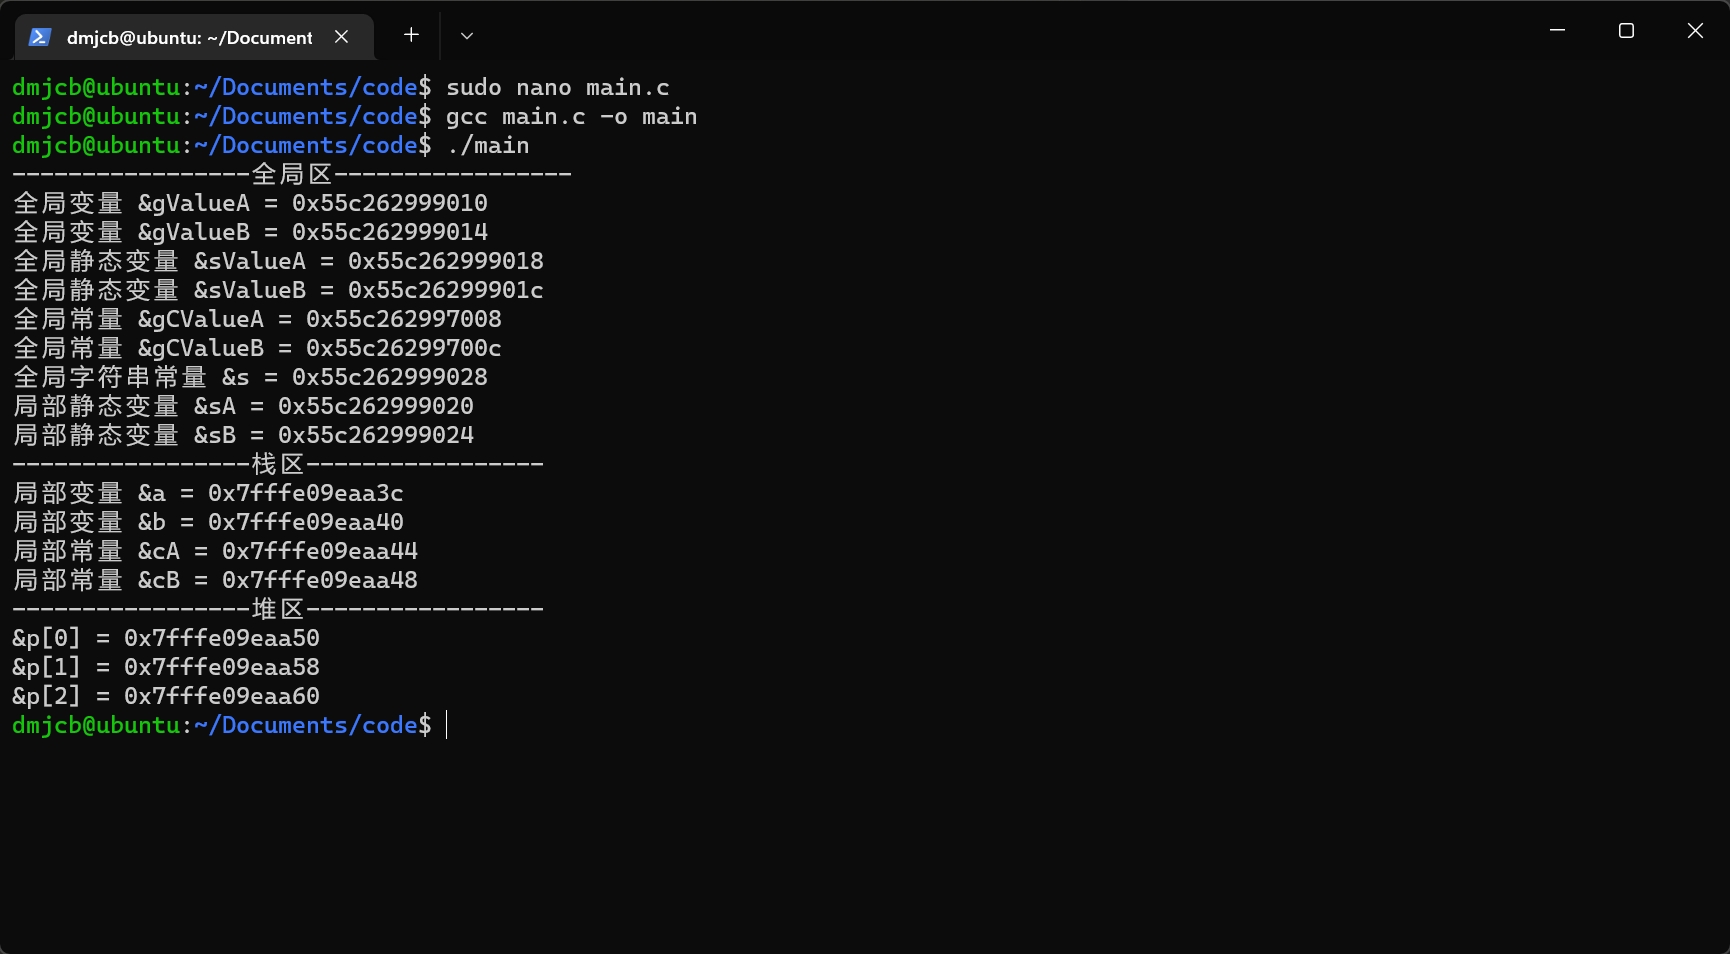 dmjcb@ubuntu: ~/Document
dmjcb@ubuntu:~/Documents/code$ sudo nano main.c
dmjcb@ubuntu:~/Documents/code$ gcc main.c -o main
dmjcb@ubuntu:~/Documents/code$ ./main
-----------------全局区-----------------
全局变量 &gValueA = 0x55c262999010
全局变量 &gValueB = 0x55c262999014
全局静态变量 &sValueA = 0x55c262999018
全局静态变量 &sValueB = 0x55c26299901c
全局常量 &gCValueA = 0x55c262997008
全局常量 &gCValueB = 0x55c26299700c
全局字符串常量 &s = 0x55c262999028
局部静态变量 &sA = 0x55c262999020
局部静态变量 &sB = 0x55c262999024
-----------------栈区-----------------
局部变量 &a = 0x7fffe09eaa3c
局部变量 &b = 0x7fffe09eaa40
局部常量 &cA = 0x7fffe09eaa44
局部常量 &cB = 0x7fffe09eaa48
-----------------堆区-----------------
&p[0] = 0x7fffe09eaa50
&p[1] = 0x7fffe09eaa58
&p[2] = 0x7fffe09eaa60
dmjcb@ubuntu:~/Documents/code$